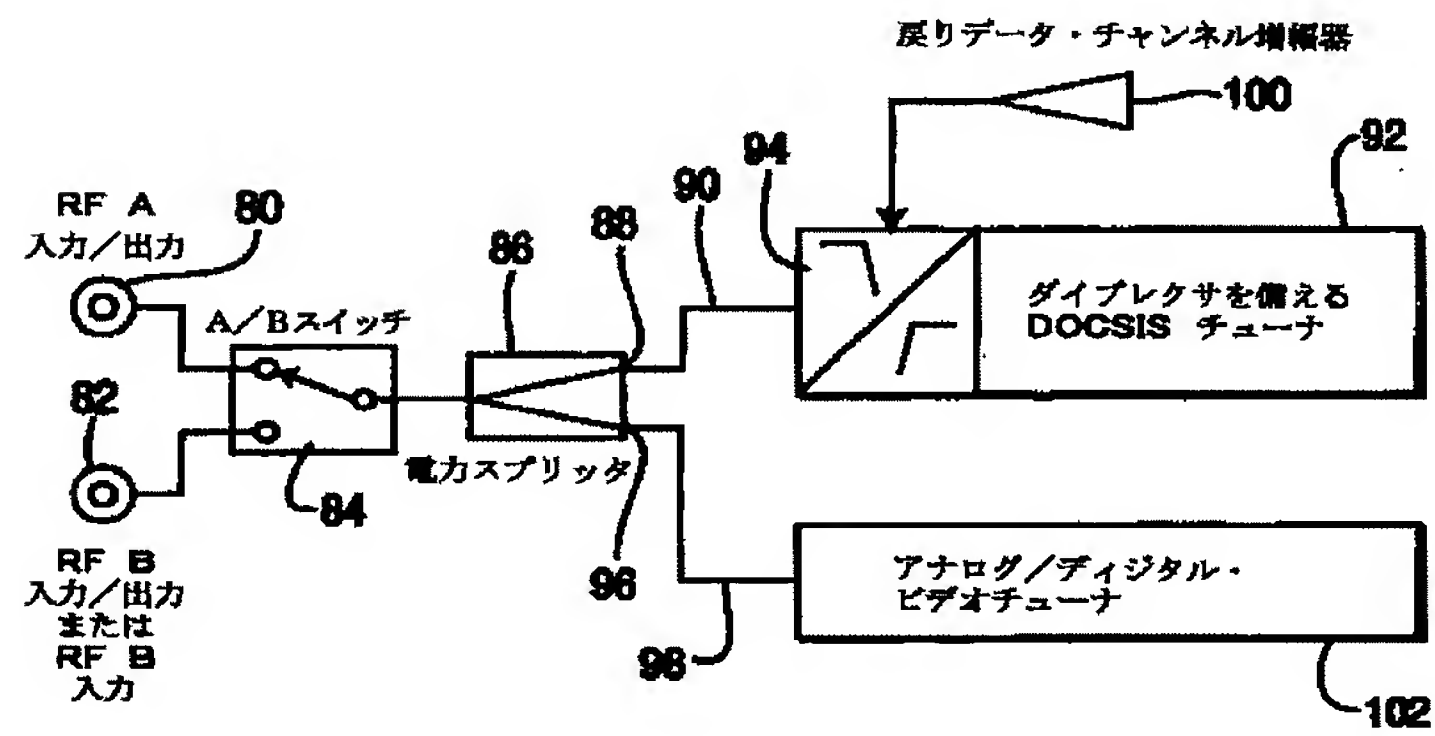 戻りデータ・チャンネル増幅器
100
92
94
90
RF A
入力/出力
80
88
86
A/Bスイッチ
ダイプレクサを備える
DOCSIS チューナ
82
電力スプリッタ
84
RF B
入力/出力
または
RF B
入力
96
98
アナログ/ディジタル・
ビデオチューナ
102